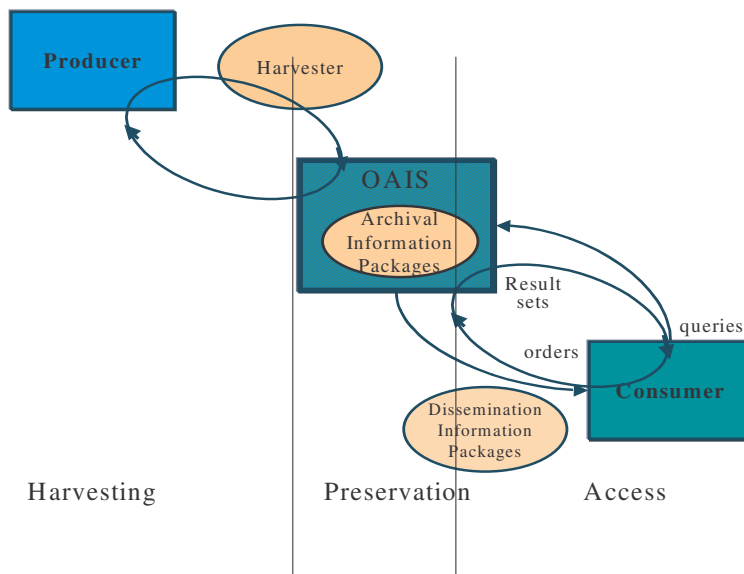 Producer
Harvester
OAIS
Archival
Information
Packages
Result
sets
queries
orders
Consumer
Dissemination
Information
Packages
Harvesting
Preservation
Access